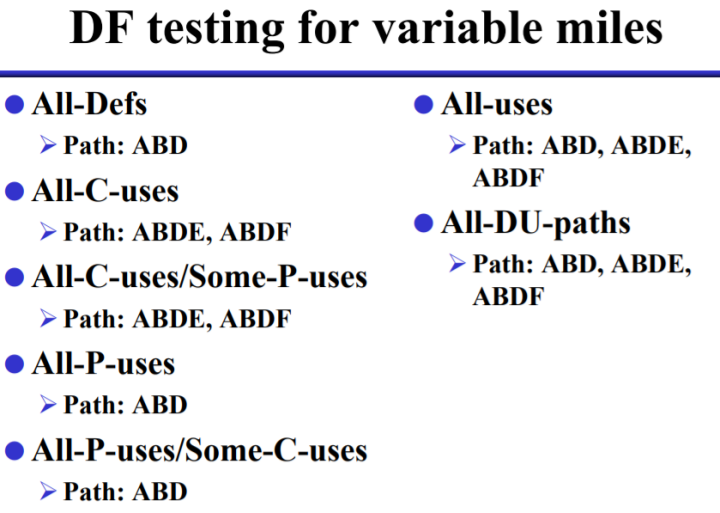 DF testing for variable miles
All-Defs
Path: ABD
All-C-uses
Path: ABDE, ABDF
All-C-uses/Some-P-uses
Path: ABDE, ABDF
All-P-uses
Path: ABD
All-P-uses/Some-C-uses
Path: ABD
All-uses
Path: ABD, ABDE,
ABDF
All-DU-paths
Path: ABD, ABDE,
ABDF